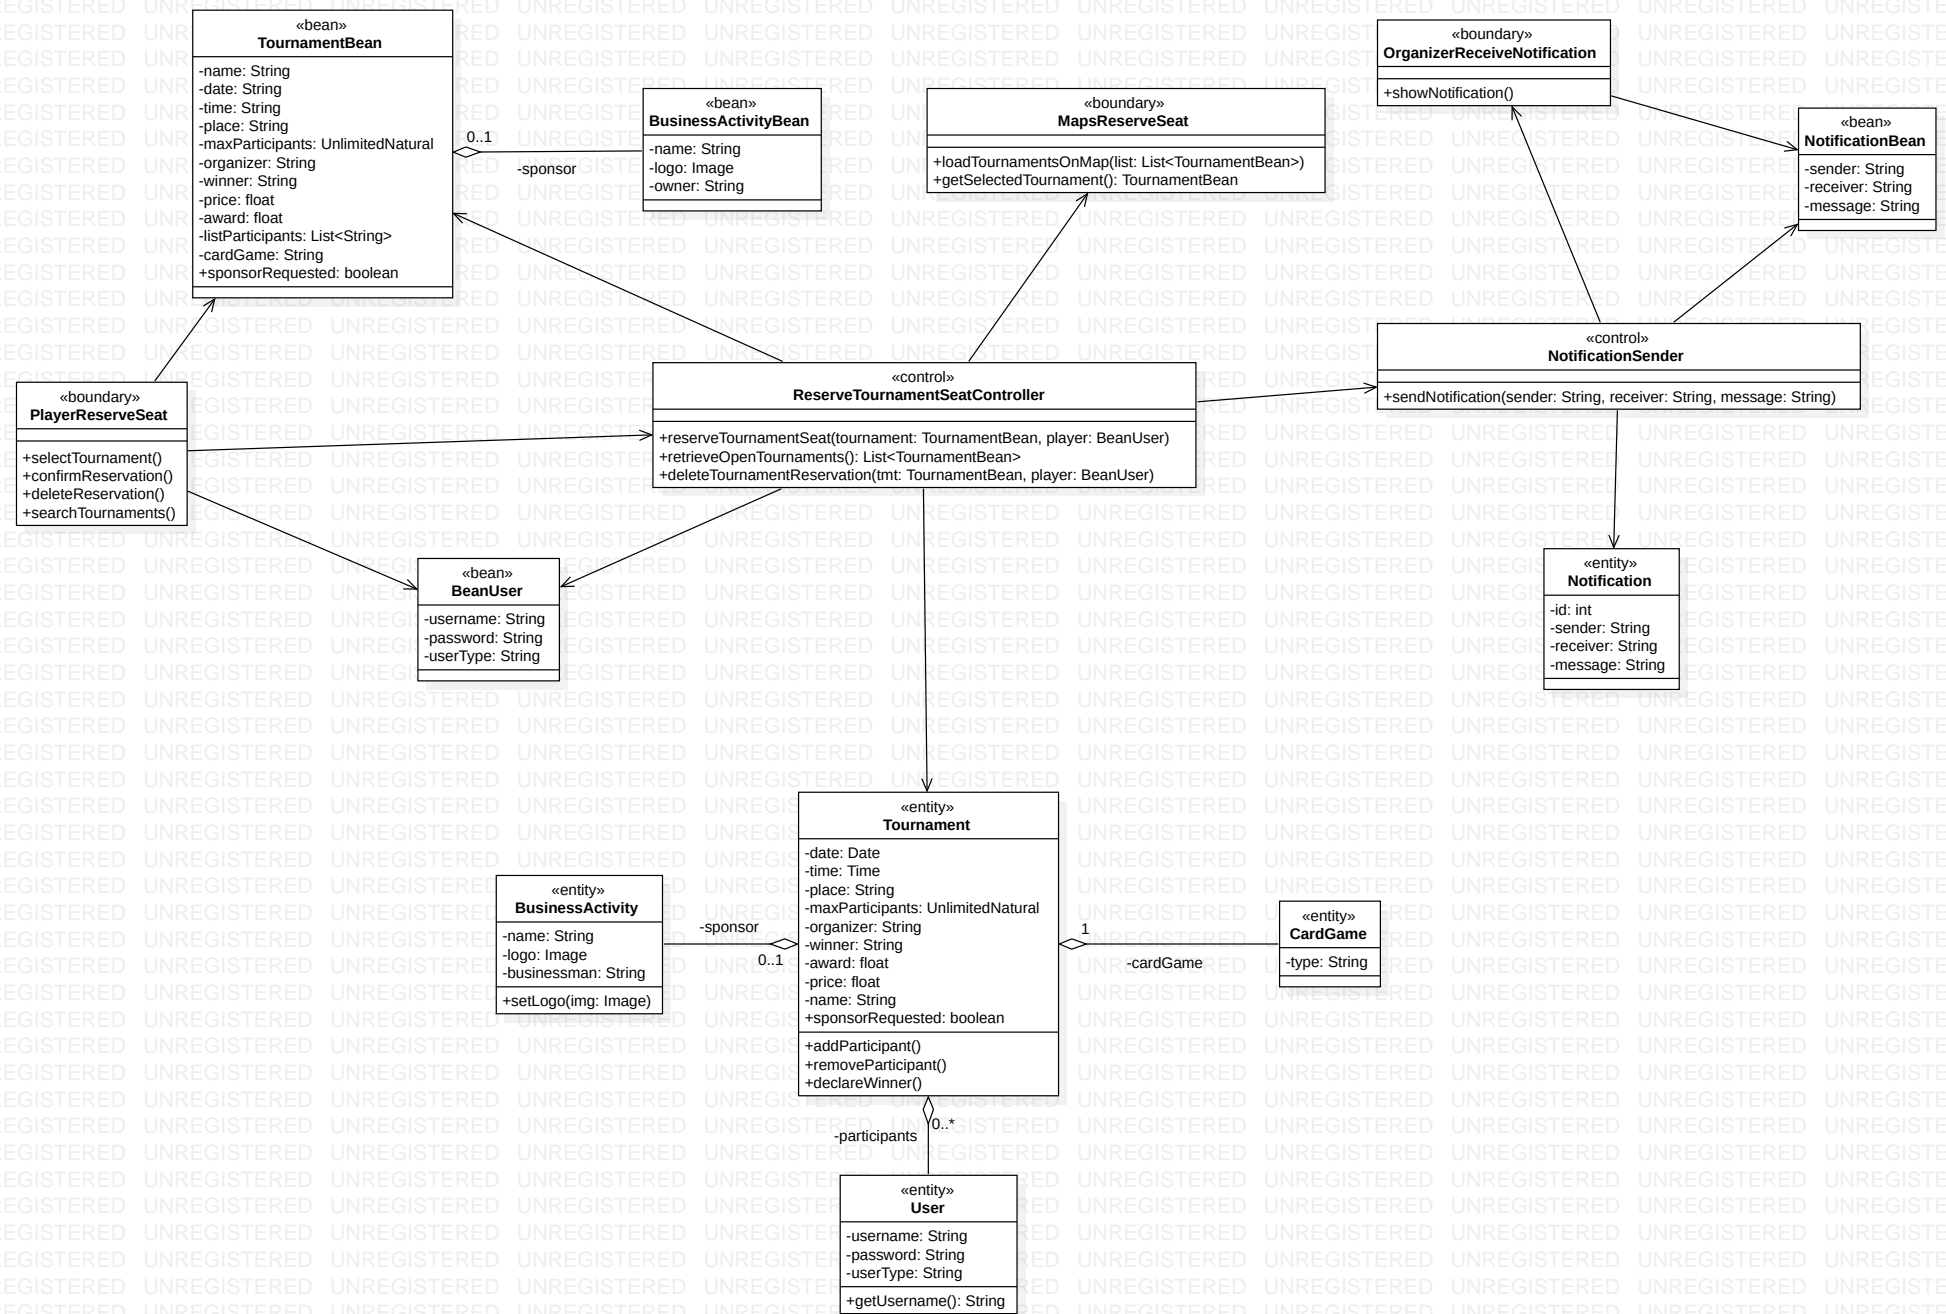 «bean»
TournamentBean
-name: String
-date: String
-time: String
-place: String
-maxParticipants: UnlimitedNatural
-organizer: String
-winner: String
-price: float
-award: float
-listParticipants: List<String>
-cardGame: String
+sponsorRequested: boolean
0..1
-sponsor
«bean»
BusinessActivityBean
-name: String
-logo: Image
-owner: String
«boundary»
MapsReserveSeat
+loadTournamentsOnMap(list: List<TournamentBean>)
+getSelectedTournament(): TournamentBean
«boundary»
OrganizerReceiveNotification
+showNotification()
«bean»
NotificationBean
-sender: String
-receiver: String
-message: String
«boundary»
PlayerReserveSeat
+selectTournament()
+confirmReservation()
+deleteReservation()
+searchTournaments()
«control»
ReserveTournamentSeatController
+reserveTournamentSeat(tournament: TournamentBean, player: BeanUser)
+retrieveOpenTournaments(): List<TournamentBean>
+deleteTournamentReservation(tmt: TournamentBean, player: BeanUser)
«control»
NotificationSender
+sendNotification(sender: String, receiver: String, message: String)
«bean»
BeanUser
-username: String
-password: String
-userType: String
«entity»
Notification
-id: int
-sender: String
-receiver: String
-message: String
«entity»
Tournament
-date: Date
-time: Time
-place: String
-maxParticipants: UnlimitedNatural
-organizer: String
-winner: String
-award: float
-price: float
-name: String
+sponsorRequested: boolean
+addParticipant()
+removeParticipant()
+declareWinner()
«entity»
BusinessActivity
-name: String
-logo: Image
-businessman: String
+setLogo(img: Image)
-sponsor
0..1
1
-cardGame
«entity»
CardGame
-type: String
0..*
-participants
«entity»
User
-username: String
-password: String
-userType: String
+getUsername(): String
UNREGISTERED